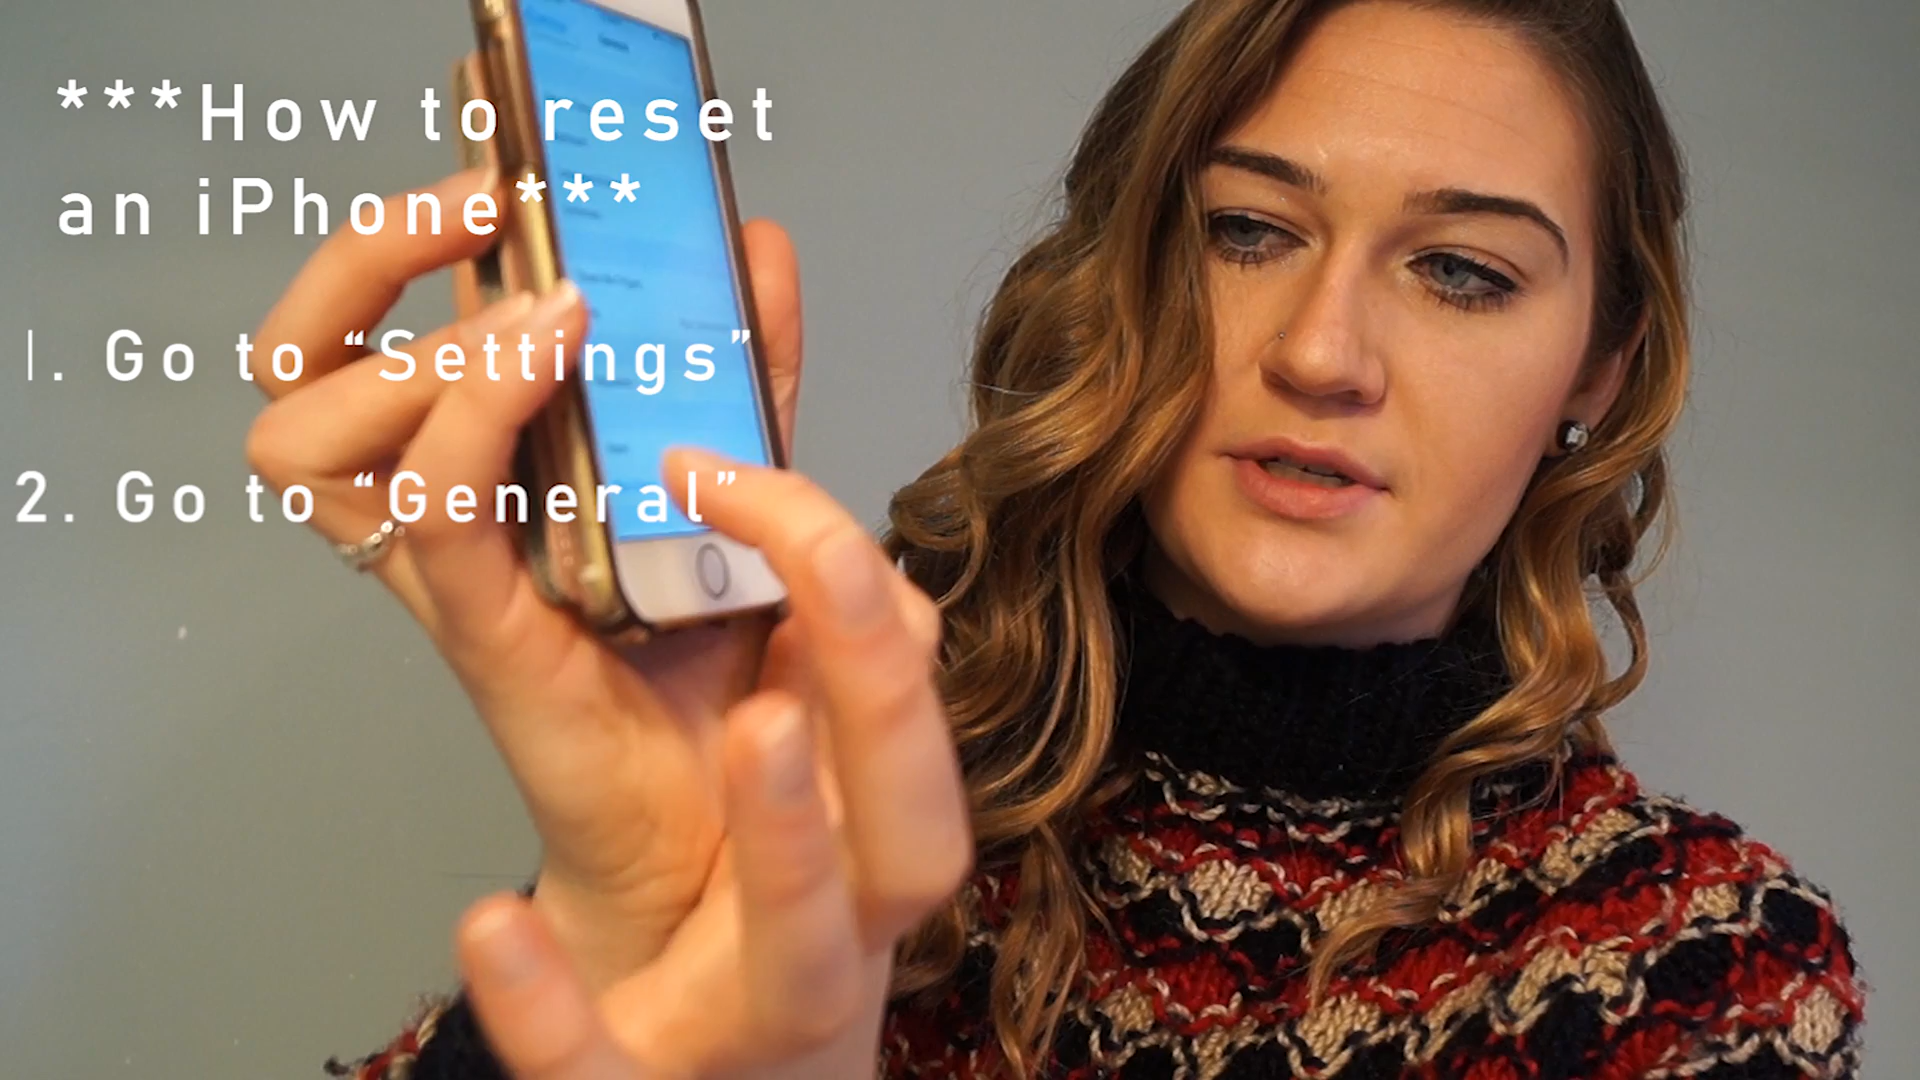 ***How to reset
an iPhone***
1. Go to “Settings”
2. Go to “General”